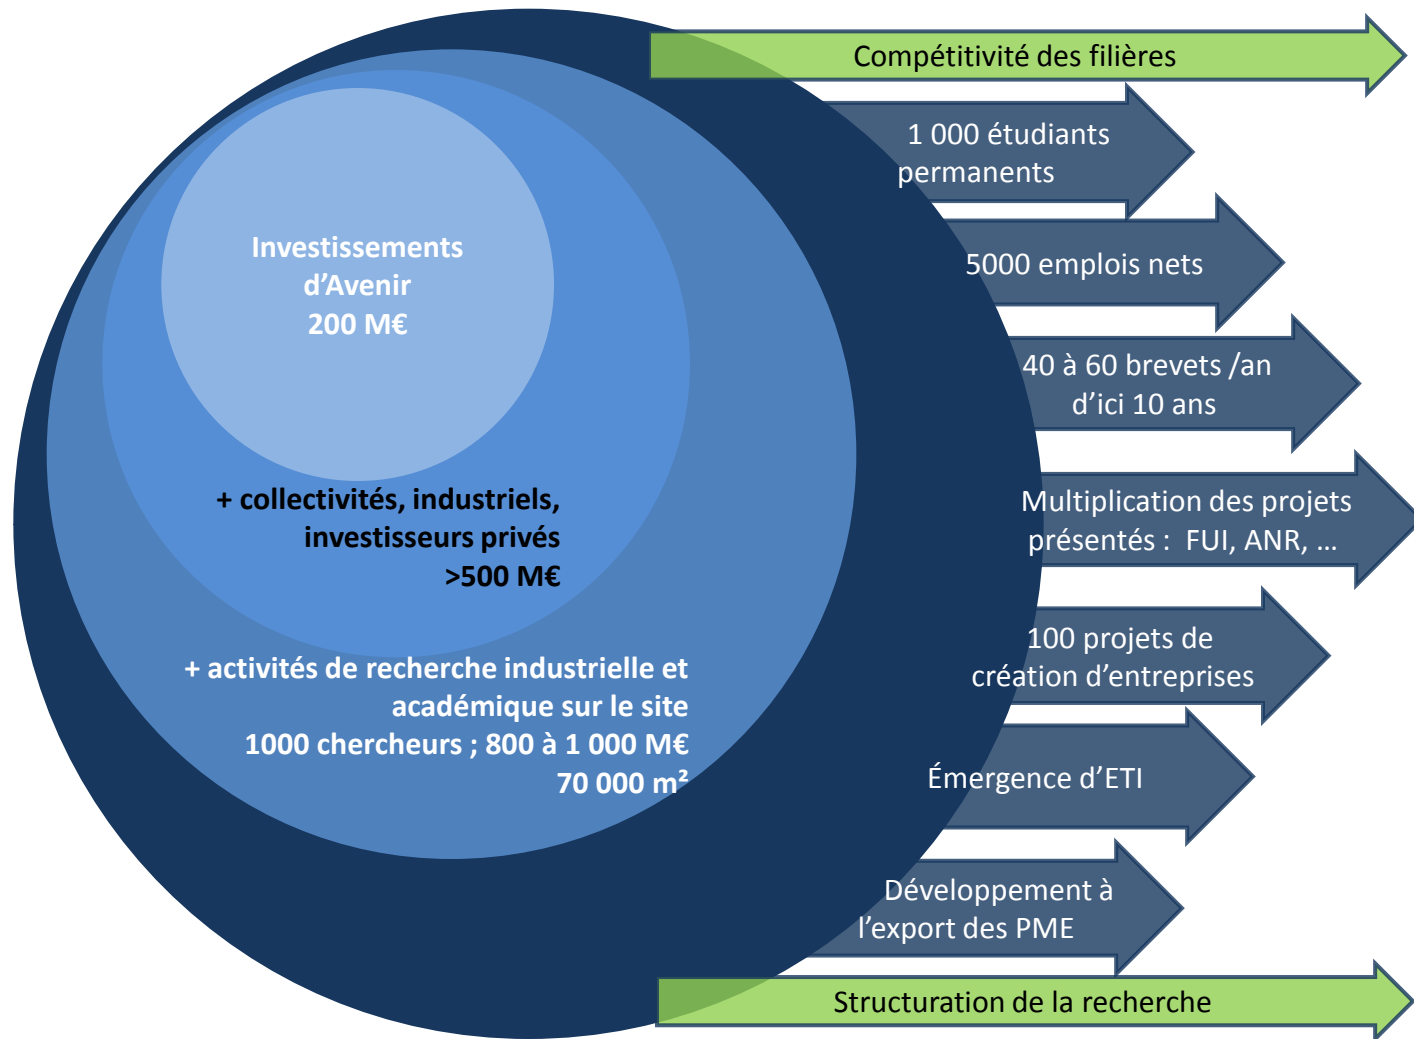 Compétitivité des filières
1 000 étudiants
permanents
5000 emplois nets
40 à 60 brevets /an
d’ici 10 ans
Multiplication des projets
présentés :  FUI, ANR, …
100 projets de
création d’entreprises
Émergence d’ETI
Développement à
l’export des PME
Structuration de la recherche
Investissements
d’Avenir
200 M€
+ collectivités, industriels,
investisseurs privés
>500 M€
+ activités de recherche industrielle et
académique sur le site
1000 chercheurs ; 800 à 1 000 M€
70 000 m²